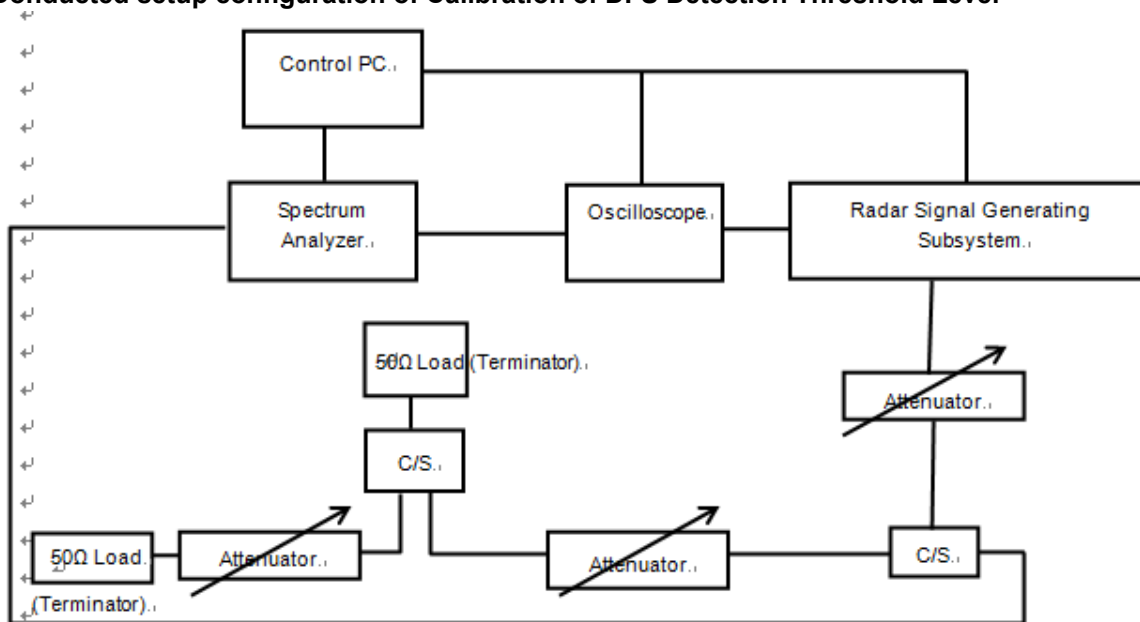 Conducted setup configuration of Calibration of DFS Detection Threshold Level
Control PC.
Spectrum
Analyzer.
Oscilloscope.
Radar Signal Generating
Subsystem.
50Ω Load (Terminator).
Attenuator.
C/S.
50Ω Load.
(Terminator).
Attenuator.
Attenuator.
C/S.